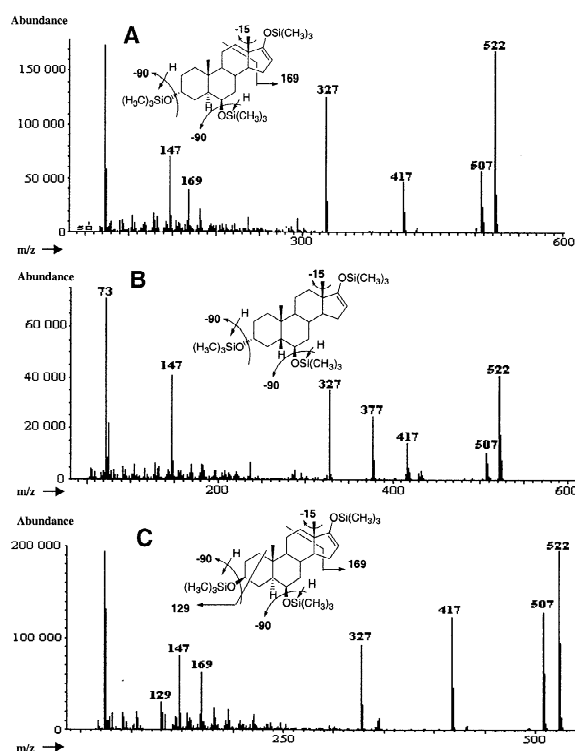 Abundance
A
-15
OSi(CH₃)₃
150 000
H
-90
169
(H₃C)₃SiO
H
H
OSi(CH₃)₃
-90
100 000
50 000
0
147
169
327
417
507
522
m/z
300
600
Abundance
B
-15
OSi(CH₃)₃
73
H
-90
(H₃C)₃SiO
H
H
OSi(CH₃)₃
-90
60 000
40 000
20 000
0
147
327
377
417
507
522
m/z
200
400
600
Abundance
C
-15
OSi(CH₃)₃
200 000
H
-90
169
(H₃C)₃SiO
H
H
OSi(CH₃)₃
129
-90
100 000
0
129
147
169
327
417
507
522
m/z
250
500